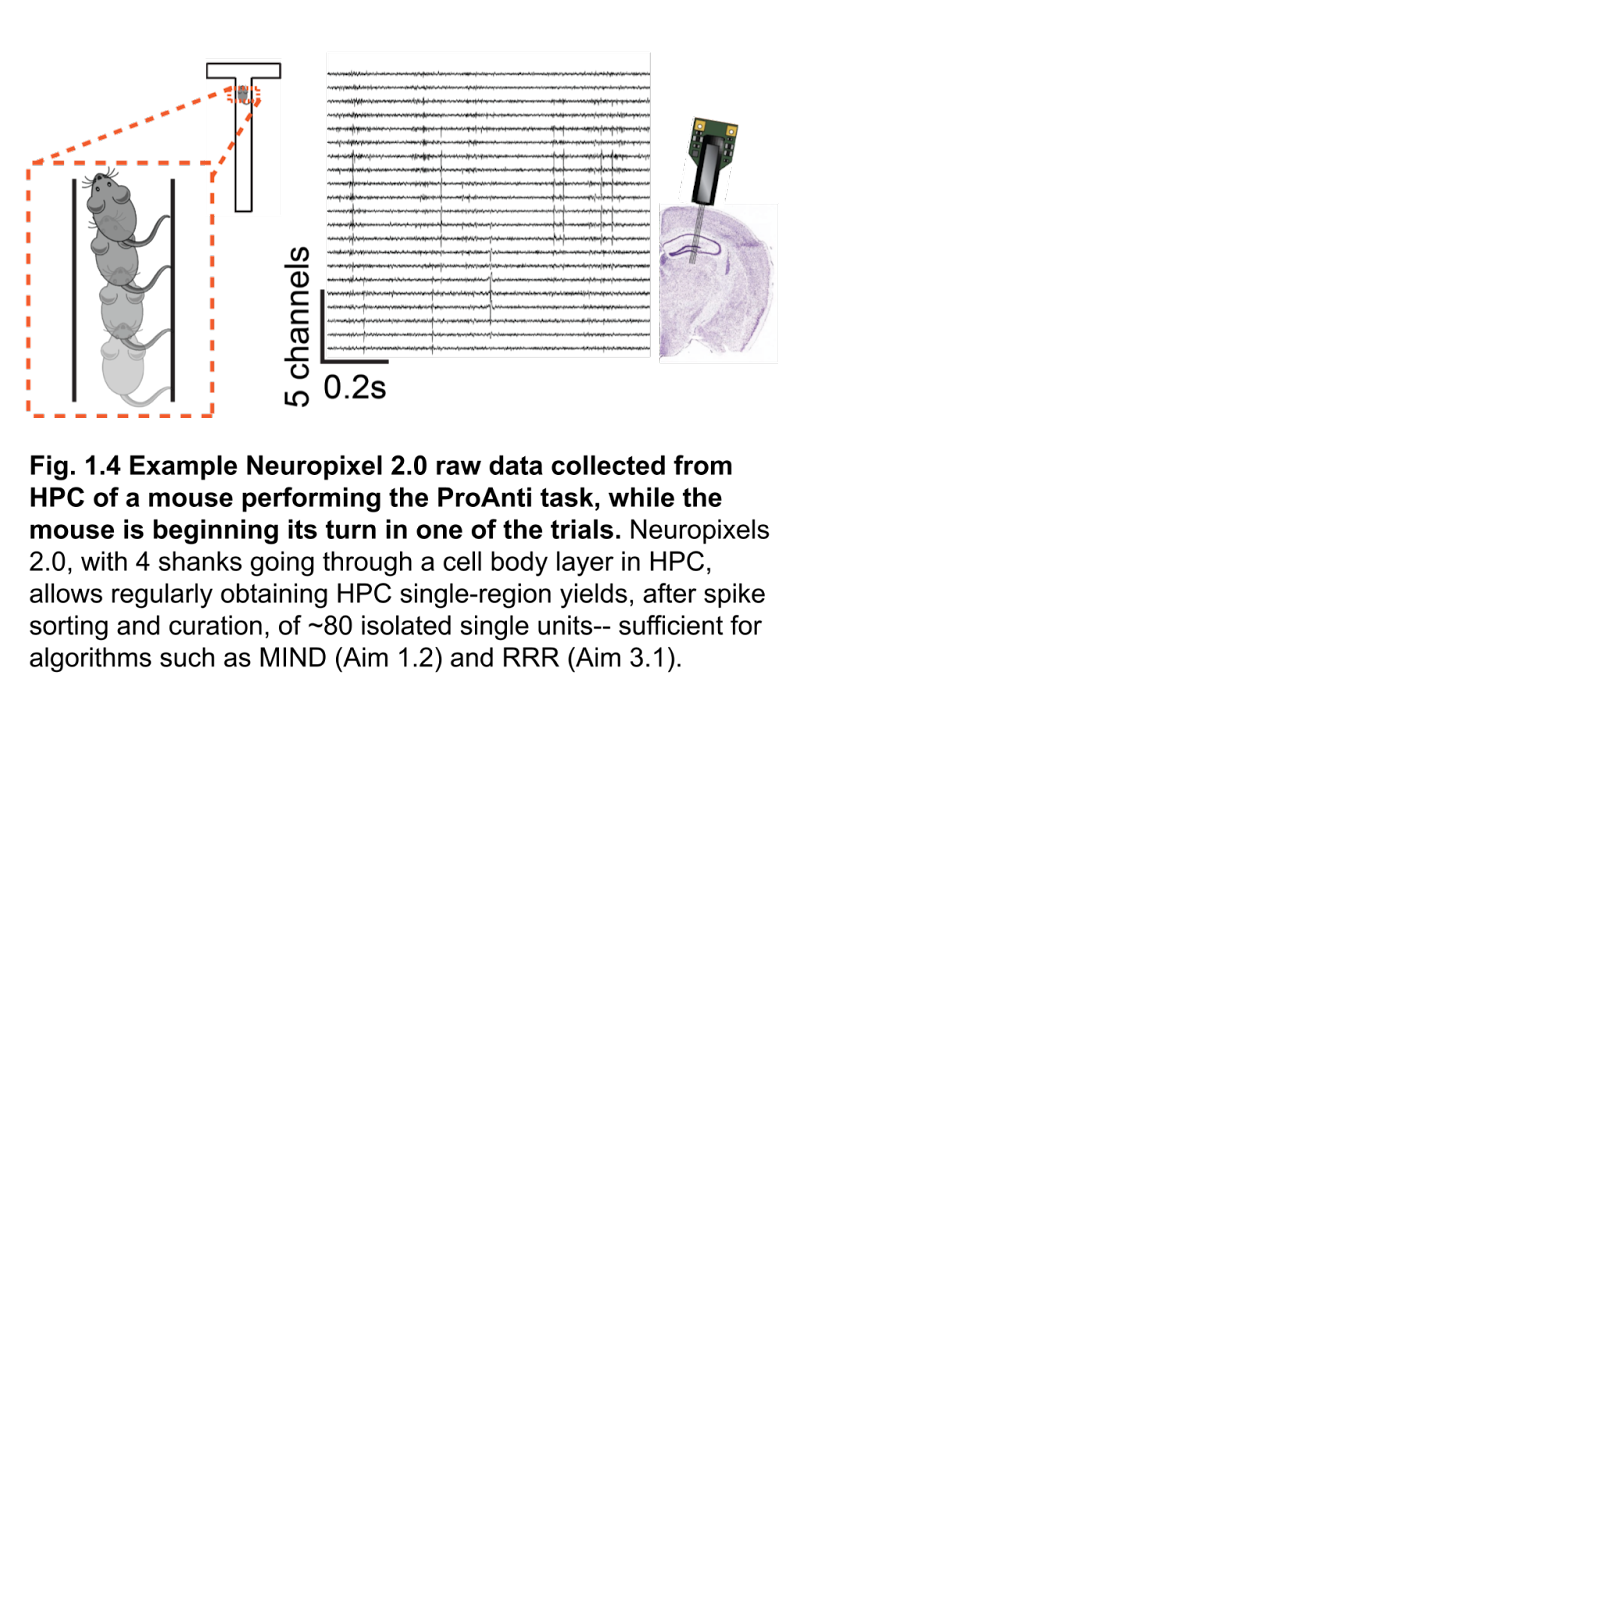 5 channels
0.2s
Fig. 1.4 Example Neuropixel 2.0 raw data collected from
HPC of a mouse performing the ProAnti task, while the
mouse is beginning its turn in one of the trials. Neuropixels
2.0, with 4 shanks going through a cell body layer in HPC,
allows regularly obtaining HPC single-region yields, after spike
sorting and curation, of ~80 isolated single units-- sufficient for
algorithms such as MIND (Aim 1.2) and RRR (Aim 3.1).